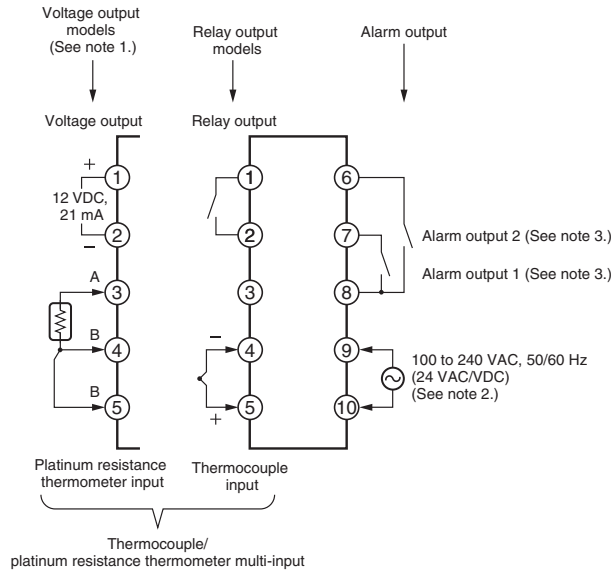 Voltage output
models
(See note 1.)
Relay output
models
Alarm output
Voltage output
Relay output
+
12 VDC,
21 mA
−
1
2
A
3
B
4
B
5
1
2
3
−
4
+
5
6
7
8
9
10
Alarm output 2 (See note 3.)
Alarm output 1 (See note 3.)
100 to 240 VAC, 50/60 Hz
(24 VAC/VDC)
(See note 2.)
Platinum resistance
thermometer input
Thermocouple
input
Thermocouple/
platinum resistance thermometer multi-input